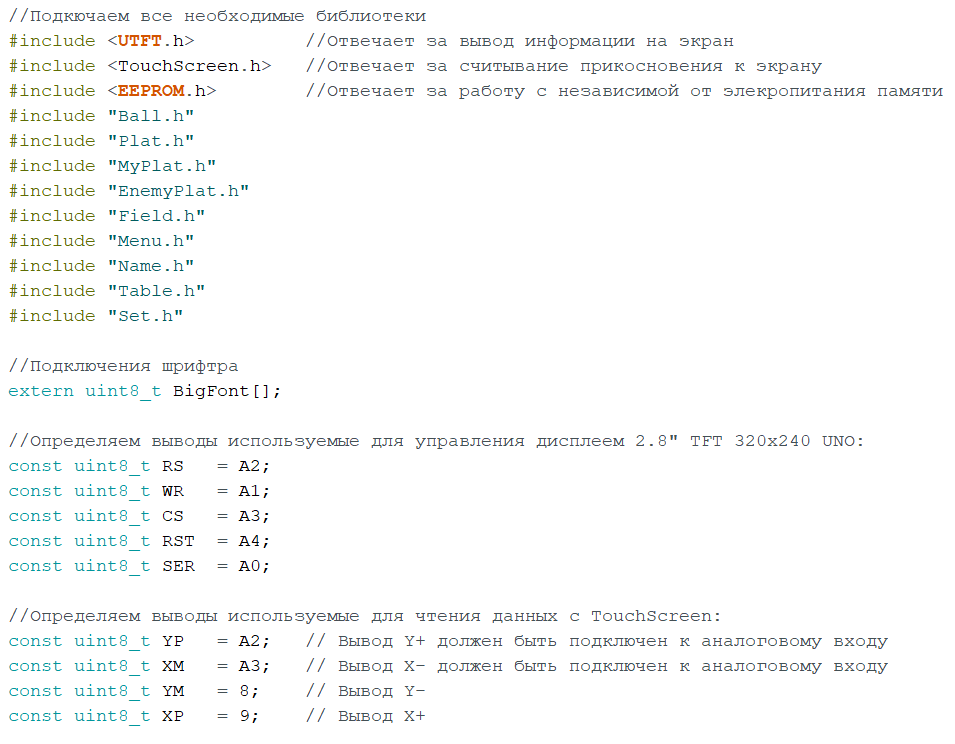 //Подкючаем все необходимые библиотеки
#include <UTFT.h>          //Отвечает за вывод информации на экран
#include <TouchScreen.h>   //Отвечает за считывание прикосновения к экрану
#include <EEPROM.h>        //Отвечает за работу с независимой от элекропитания памяти
#include "Ball.h"
#include "Plat.h"
#include "MyPlat.h"
#include "EnemyPlat.h"
#include "Field.h"
#include "Menu.h"
#include "Name.h"
#include "Table.h"
#include "Set.h"

//Подключения шрифтра
extern uint8_t BigFont[];

//Определяем выводы используемые для управления дисплеем 2.8" TFT 320x240 UNO:
const uint8_t RS   = A2;
const uint8_t WR   = A1;
const uint8_t CS   = A3;
const uint8_t RST  = A4;
const uint8_t SER  = A0;

//Определяем выводы используемые для чтения данных с TouchScreen:
const uint8_t YP   = A2;   // Вывод Y+ должен быть подключен к аналоговому входу
const uint8_t XM   = A3;   // Вывод X- должен быть подключен к аналоговому входу
const uint8_t YM   = 8;    // Вывод Y-
const uint8_t XP   = 9;    // Вывод X+